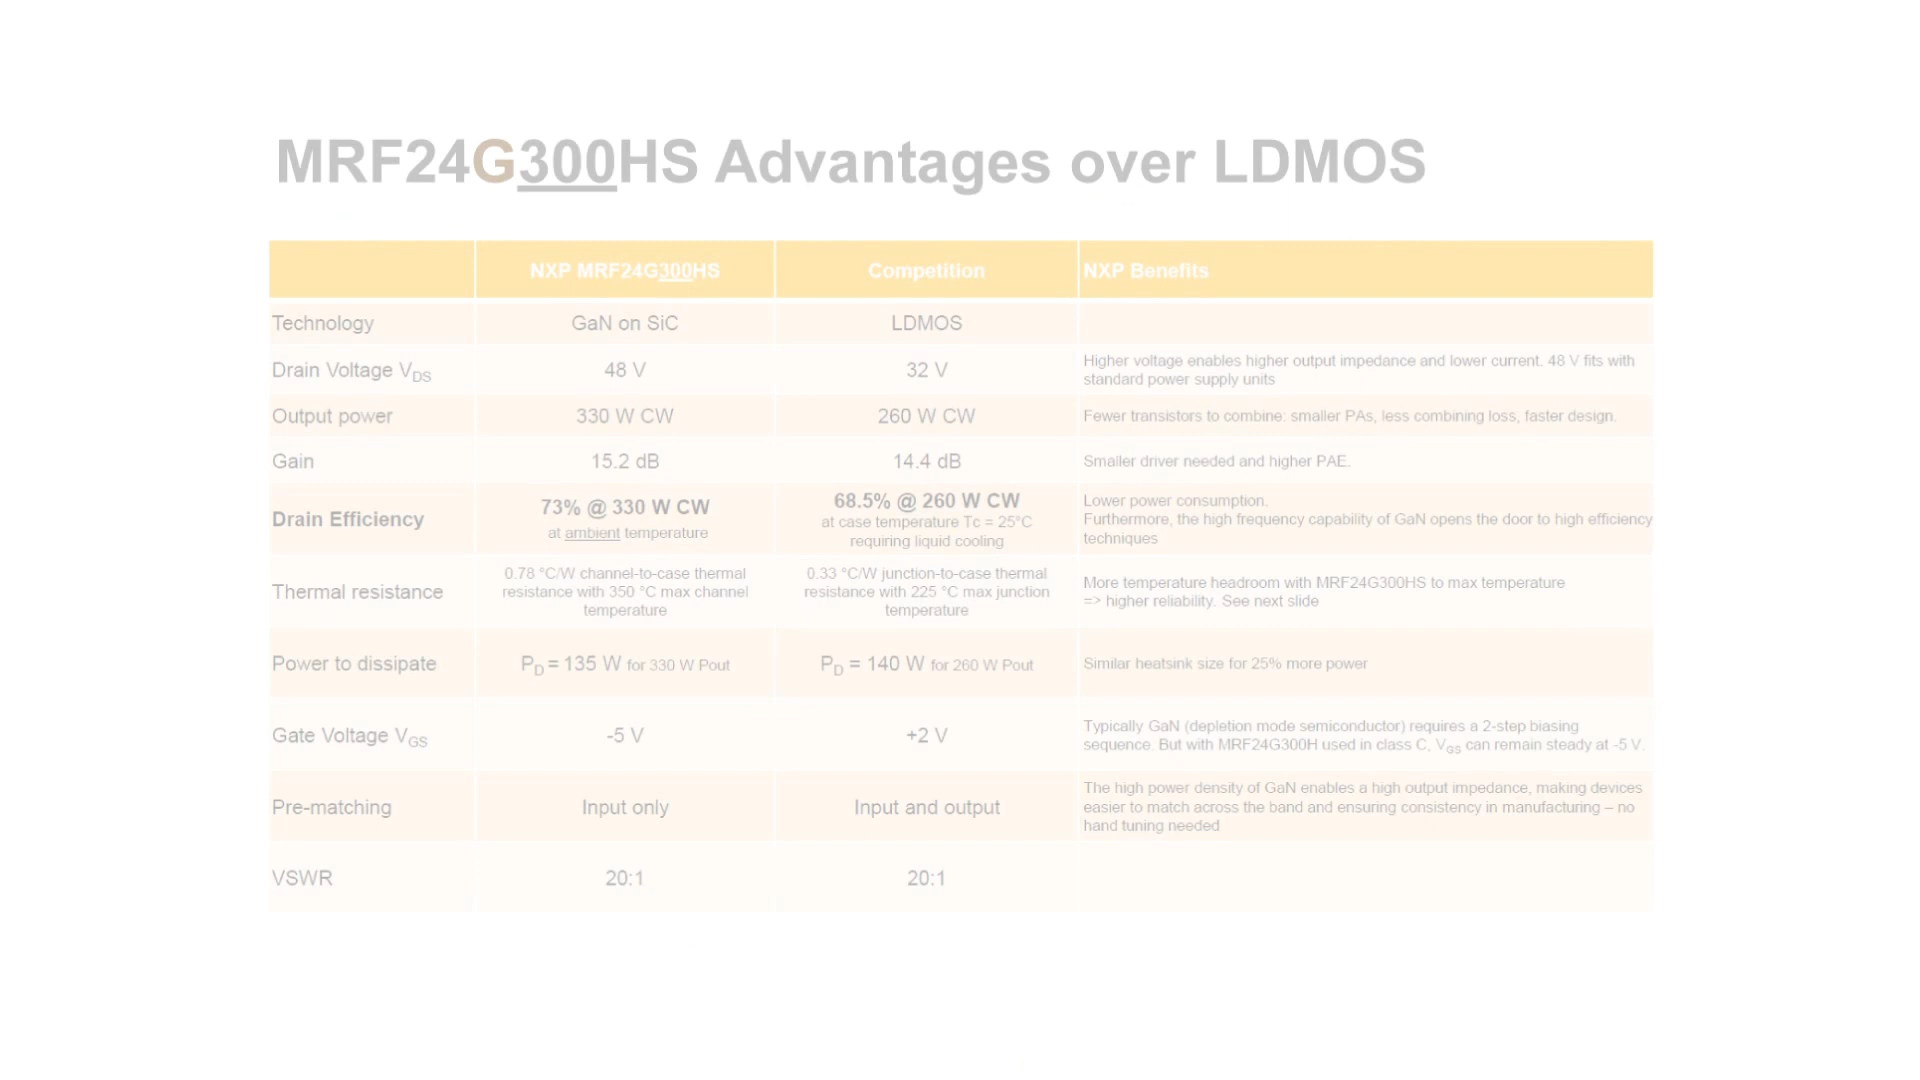 MRF24G300HS Advantages over LDMOS
NXP MRF24G300HS
Competition
NXP Benefits
Technology
GaN on SiC
LDMOS
Drain Voltage VDS
48 V
32 V
Higher voltage enables higher output impedance and lower current. 48 V fits with
standard power supply units
Output power
330 W CW
260 W CW
Fewer transistors to combine: smaller PAs, less combining loss, faster design.
Gain
15.2 dB
14.4 dB
Smaller driver needed and higher PAE.
Drain Efficiency
73% @ 330 W CW
at ambient temperature
68.5% @ 260 W CW
at case temperature Tc = 25°C
requiring liquid cooling
Lower power consumption.
Furthermore, the high frequency capability of GaN opens the door to high efficiency
techniques
Thermal resistance
0.78 °C/W channel-to-case thermal
resistance with 350 °C max channel
temperature
0.33 °C/W junction-to-case thermal
resistance with 225 °C max junction
temperature
More temperature headroom with MRF24G300HS to max temperature
=> higher reliability. See next slide
Power to dissipate
PD = 135 W for 330 W Pout
PD = 140 W for 260 W Pout
Similar heatsink size for 25% more power
Gate Voltage VGS
-5 V
+2 V
Typically GaN (depletion mode semiconductor) requires a 2-step biasing
sequence. But with MRF24G300H used in class C, VGS can remain steady at -5 V.
Pre-matching
Input only
Input and output
The high power density of GaN enables a high output impedance, making devices
easier to match across the band and ensuring consistency in manufacturing – no
hand tuning needed
VSWR
20:1
20:1